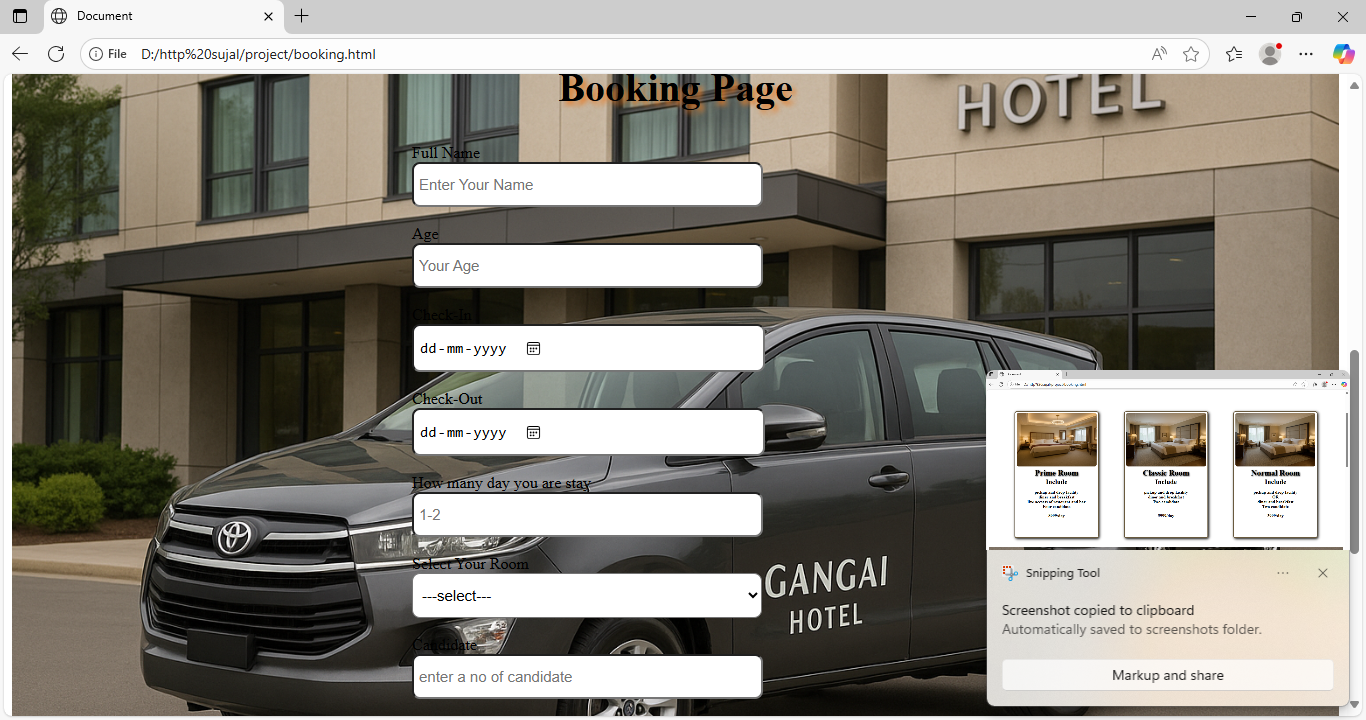 Document
File
D:/http%20sujal/project/booking.html
Booking Page
HOTEL
Full Name
Enter Your Name
Age
Your Age
Check-In
dd-mm-yyyy
Check-Out
dd-mm-yyyy
How many day you are stay
1-2
Select Your Room
---select---
Candidate
enter a no of candidate
GANGAI
HOTEL
Prime Room
Include
Classic Room
Include
Normal Room
Include
Snipping Tool
Screenshot copied to clipboard
Automatically saved to screenshots folder.
Markup and share